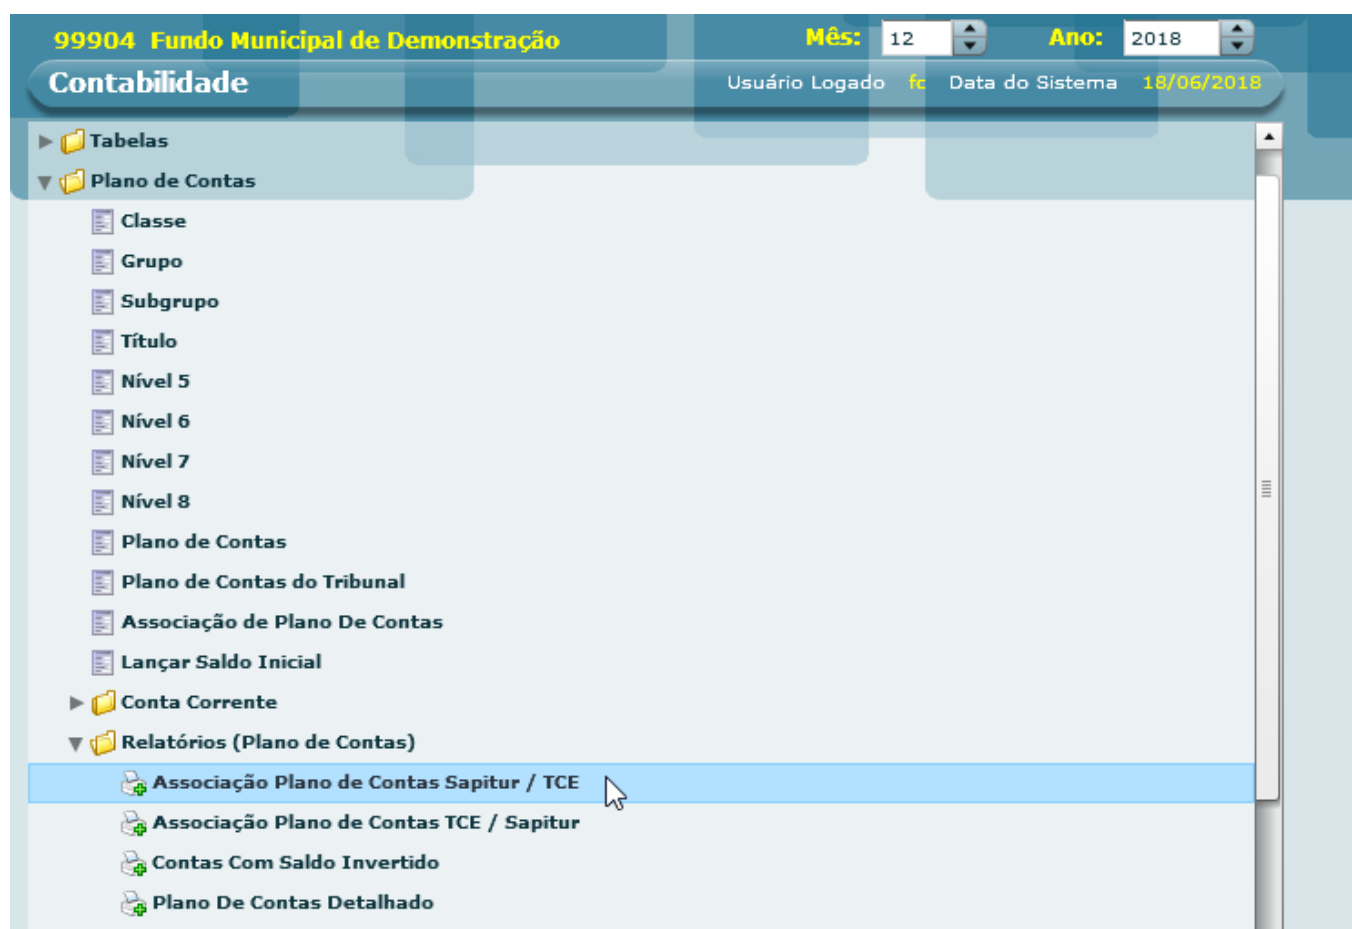 99904 Fundo Municipal de Demonstração Mês: 12 Ano: 2018
Contabilidade Usuário Logado fc Data do Sistema 18/06/2018
Tabelas
Plano de Contas
Classe
Grupo
Subgrupo
Título
Nível 5
Nível 6
Nível 7
Nível 8
Plano de Contas
Plano de Contas do Tribunal
Associação de Plano De Contas
Lançar Saldo Inicial
Conta Corrente
Relatórios (Plano de Contas)
Associação Plano de Contas Sapitur / TCE
Associação Plano de Contas TCE / Sapitur
Contas Com Saldo Invertido
Plano De Contas Detalhado